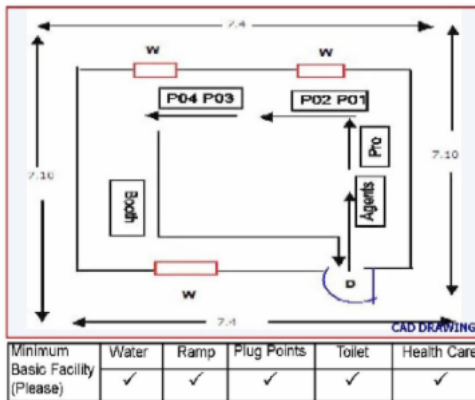 7.4
W
W
P04 P03
P02 P01
7.10
7.10
Pro
Booth
Agents
D
W
7.4
CAD DRAWING
Minimum Basic Facility (Please)
Water
Ramp
Plug Points
Toilet
Health Care
✓
✓
✓
✓
✓